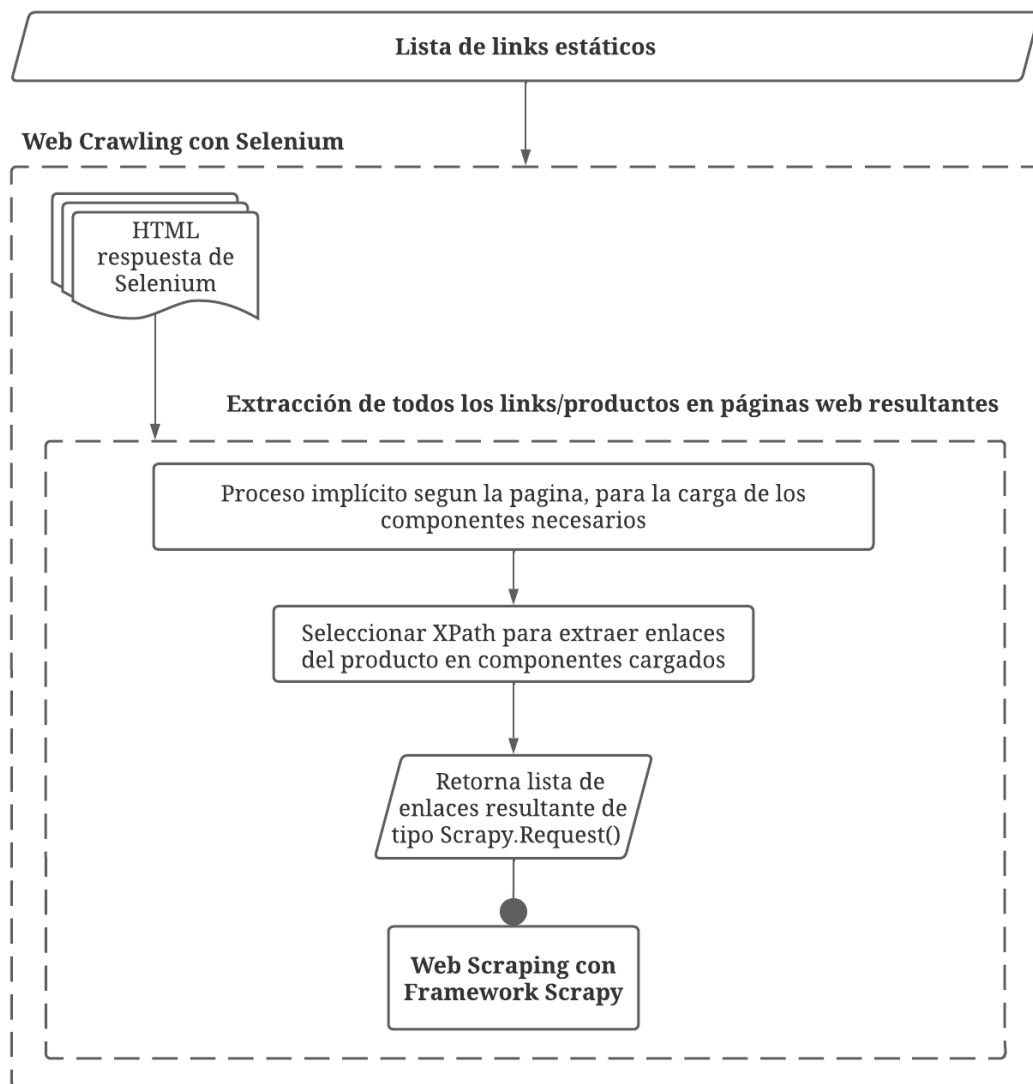 Lista de links estáticos
Web Crawling con Selenium
HTML
respuesta de
Selenium
Extracción de todos los links/productos en páginas web resultantes
Proceso implícito segun la pagina, para la carga de los
componentes necesarios
Seleccionar XPath para extraer enlaces
del producto en componentes cargados
Retorna lista de
enlaces resultante de
tipo Scrapy.Request()
Web Scraping con
Framework Scrapy